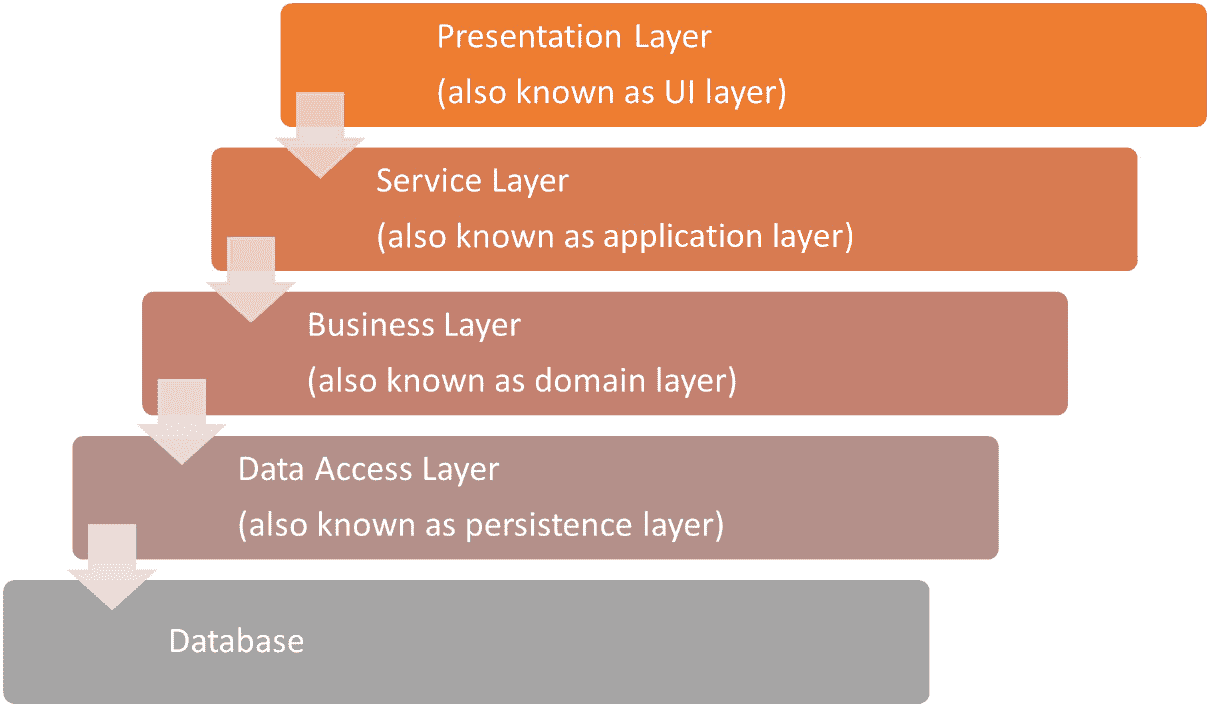 Presentation Layer
(also known as UI layer)
Service Layer
(also known as application layer)
Business Layer
(also known as domain layer)
Data Access Layer
(also known as persistence layer)
Database